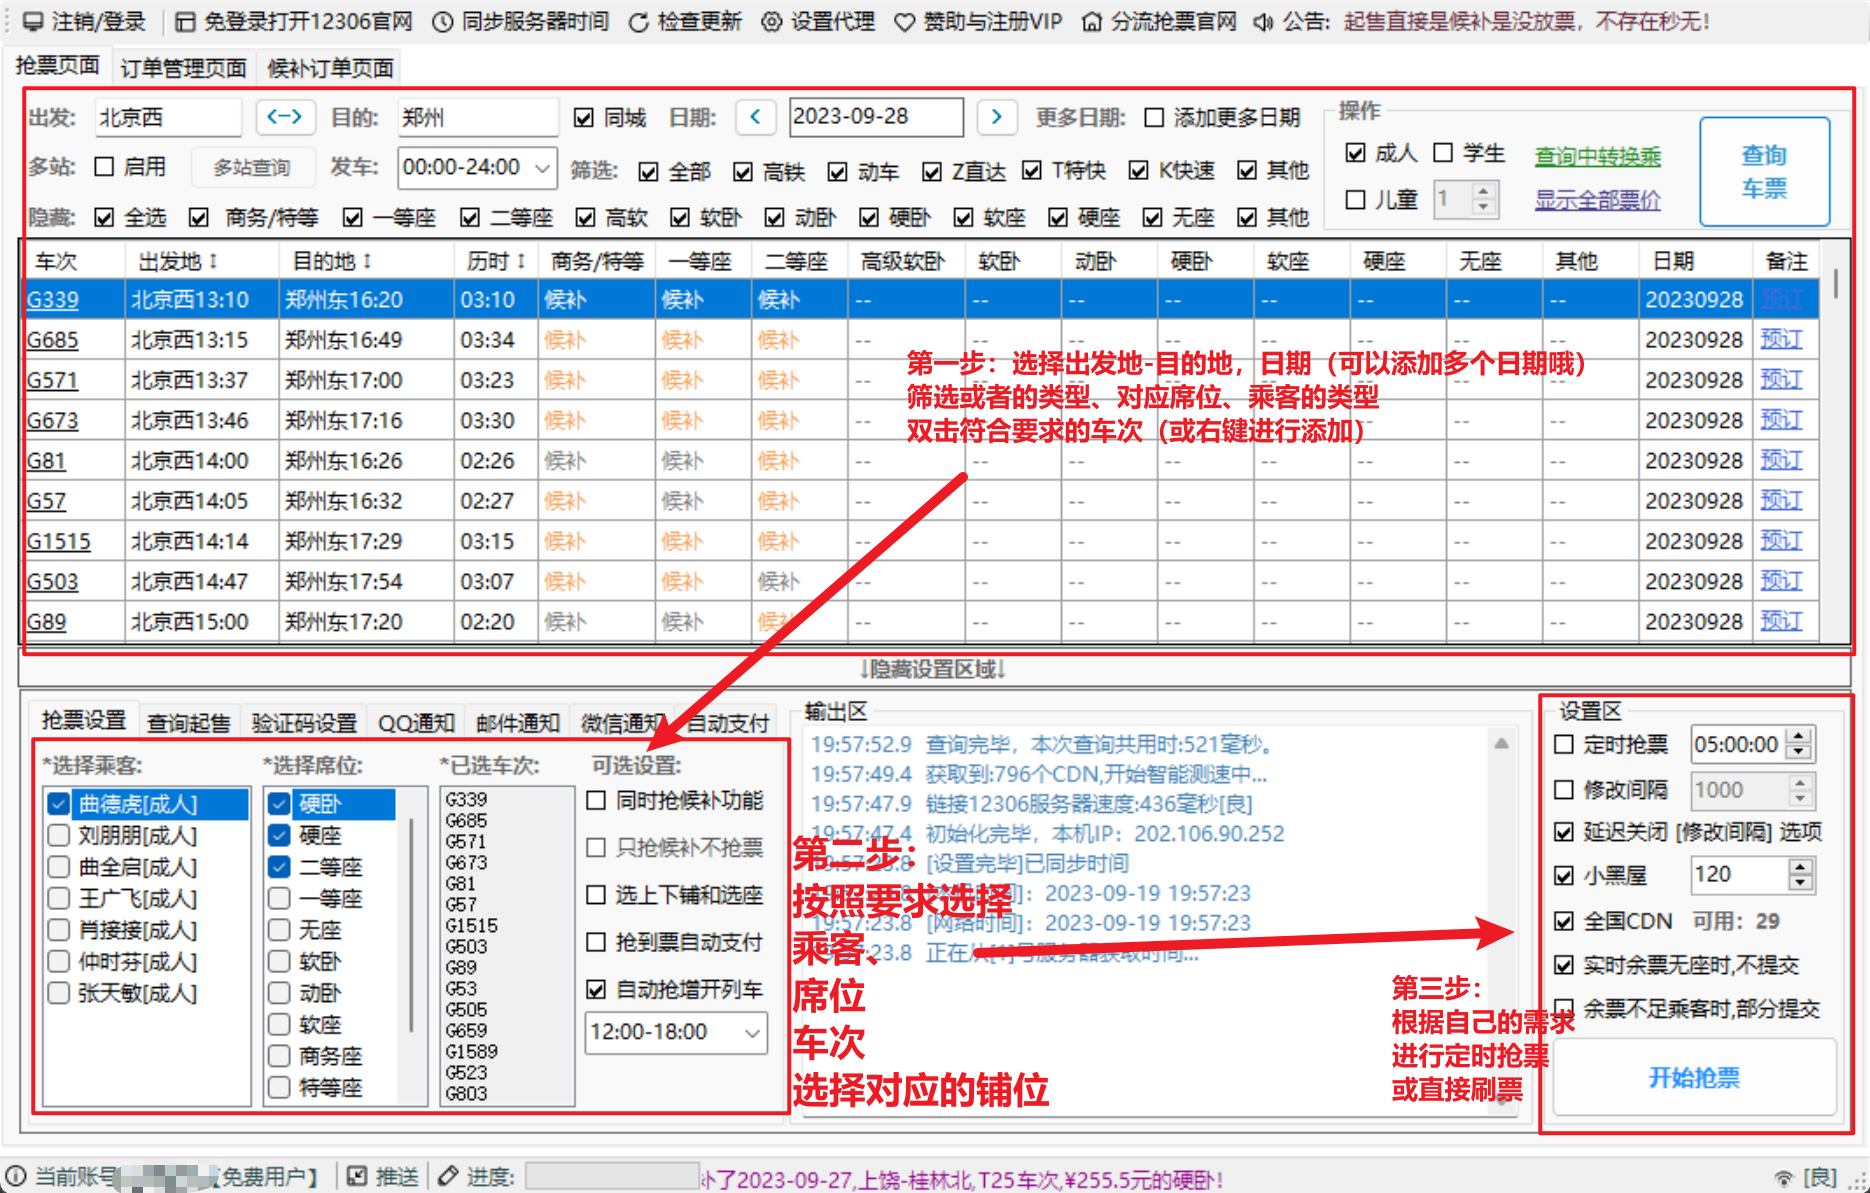 注销/登录 免登录打开12306官网 同步服务器时间 检查更新 设置代理 赞助与注册VIP 分流抢票官网 公告: 起售直接是候补是没放票，不存在秒无!
抢票页面 订单管理页面 候补订单页面
出发: 北京西 <-> 目的: 郑州 同城 日期: < 2023-09-28 > 更多日期: 添加更多日期
操作
多站: 启用 多站查询 发车: 00:00-24:00 筛选: 全部 高铁 动车 Z直达 T特快 K快速 其他
成人 学生 查询中转换乘
儿童 1 显示全部票价
查询
车票
隐藏: 全选 商务/特等 一等座 二等座 高软 软卧 动卧 硬卧 软座 硬座 无座 其他
车次 出发地↕ 目的地↕ 历时↕ 商务/特等 一等座 二等座 高级软卧 软卧 动卧 硬卧 软座 硬座 无座 其他 日期 备注
G339 北京西13:10 郑州东16:20 03:10 候补 候补 候补 -- -- -- -- -- -- -- -- 20230928 预订
G685 北京西13:15 郑州东16:49 03:34 候补 候补 候补 -- 20230928 预订
G571 北京西13:37 郑州东17:00 03:23 候补 候补 候补 -- 20230928 预订
G673 北京西13:46 郑州东17:16 03:30 候补 候补 候补 -- 20230928 预订
G81 北京西14:00 郑州东16:26 02:26 候补 候补 候补 -- -- -- -- -- -- -- -- 20230928 预订
G57 北京西14:05 郑州东16:32 02:27 候补 候补 候补 -- -- -- -- -- -- -- -- 20230928 预订
G1515 北京西14:14 郑州东17:29 03:15 候补 候补 候补 -- -- -- -- -- -- -- -- 20230928 预订
G503 北京西14:47 郑州东17:54 03:07 候补 候补 候补 -- -- -- -- -- -- -- -- 20230928 预订
G89 北京西15:00 郑州东17:20 02:20 候补 候补 候补 -- -- -- -- -- -- -- -- 20230928 预订
第一步：选择出发地-目的地，日期（可以添加多个日期哦）
筛选或者的类型、对应席位、乘客的类型
双击符合要求的车次（或右键进行添加）
↓隐藏设置区域↓
抢票设置 查询起售 验证码设置 QQ通知 邮件通知 微信通知 自动支付
*选择乘客:
曲德虎[成人]
刘朋朋[成人]
曲全启[成人]
王广飞[成人]
肖接接[成人]
仲时芬[成人]
张天敏[成人]
*选择席位:
硬卧
硬座
二等座
一等座
无座
软卧
动卧
软座
商务座
特等座
*已选车次:
G339
G685
G571
G673
G81
G57
G1515
G503
G89
G53
G505
G659
G1589
G523
G803
可选设置:
同时抢候补功能
只抢候补不抢票
选上下铺和选座
抢到票自动支付
自动抢增开列车
12:00-18:00
第二步：
按照要求选择
乘客、
席位
车次
选择对应的铺位
输出区
19:57:52.9 查询完毕，本次查询共用时:521毫秒。
19:57:49.4 获取到:796个CDN,开始智能测速中...
19:57:47.9 链接12306服务器速度:436毫秒[良]
19:57:47.4 初始化完毕，本机IP：202.106.90.252
[设置完毕]已同步时间
2023-09-19 19:57:23
19:57:23.8 [网络时间]：2023-09-19 19:57:23
23.8 正在从[1]号服务器获取时间...
第三步：
根据自己的需求
进行定时抢票
或直接刷票
设置区
定时抢票 05:00:00
修改间隔 1000
延迟关闭 [修改间隔] 选项
小黑屋 120
全国CDN 可用：29
实时余票无座时,不提交
余票不足乘客时,部分提交
开始抢票
当前账号 【免费用户】 推送 进度: 补了2023-09-27,上饶-桂林北,T25车次,¥255.5元的硬卧! [良]